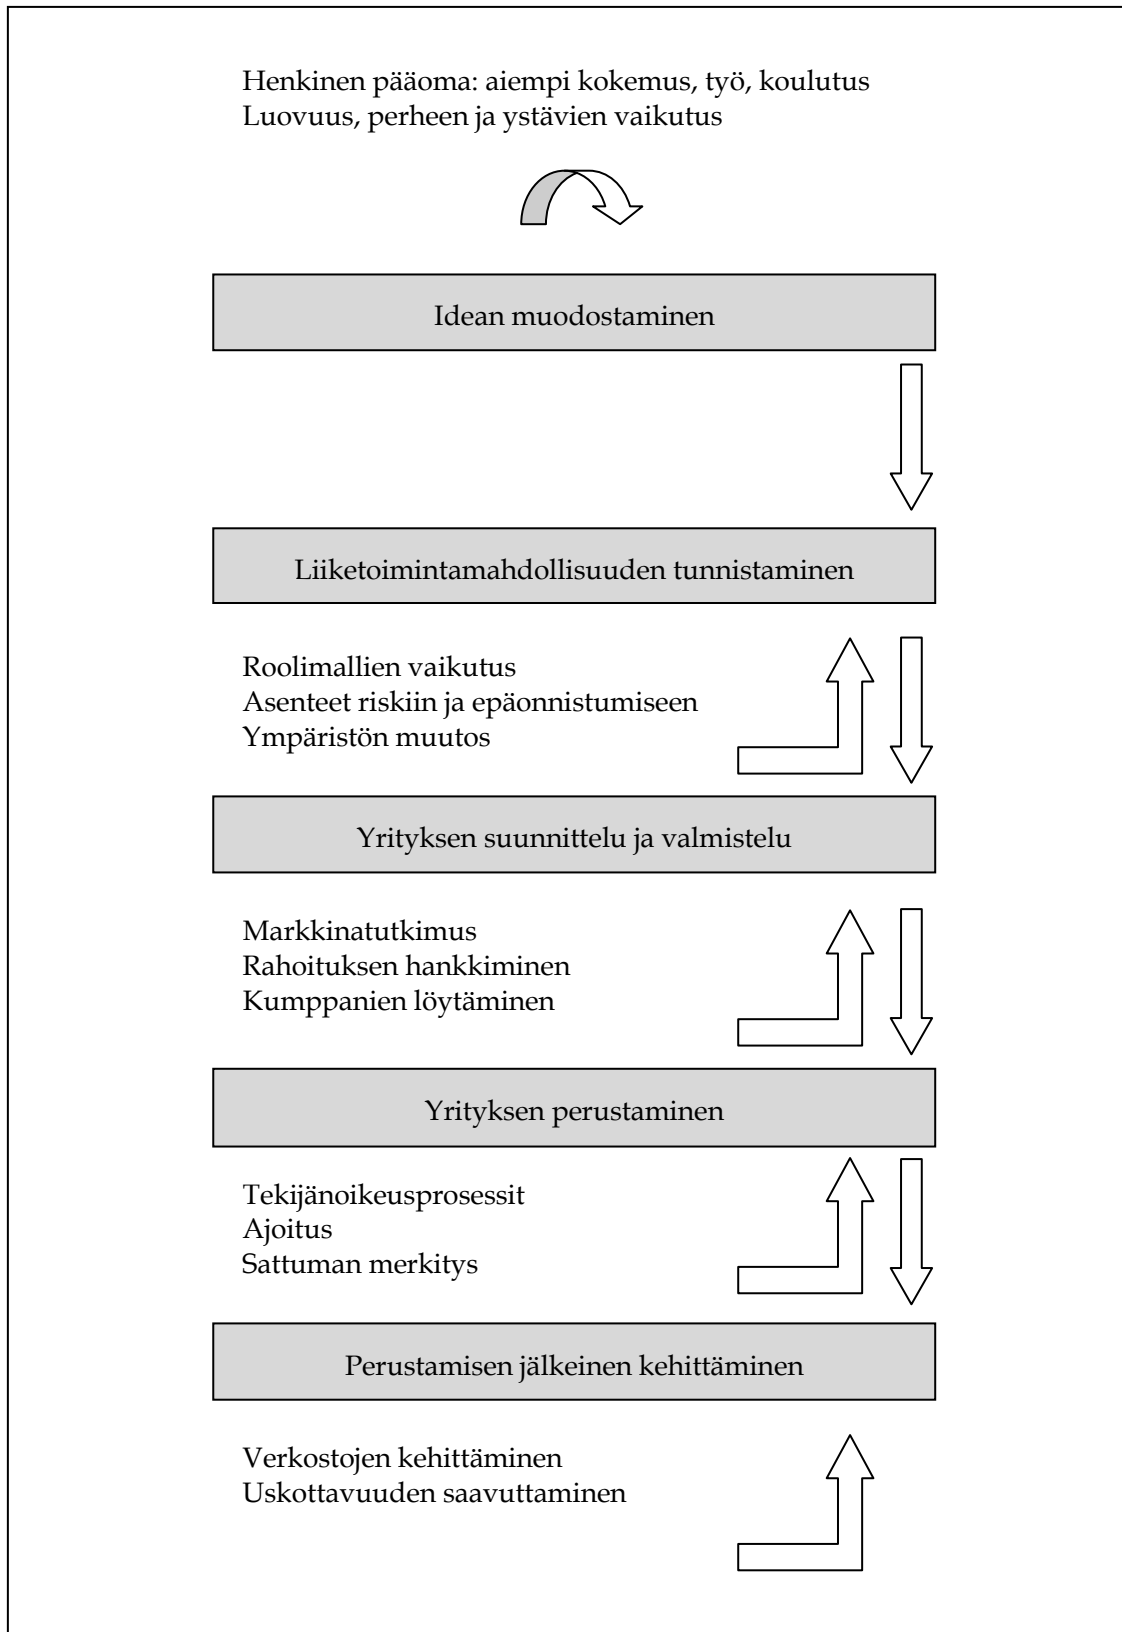 Henkinen pääoma: aiempi kokemus, työ, koulutus
Luovuus, perheen ja ystävien vaikutus
Idean muodostaminen
Liiketoimintamahdollisuuden tunnistaminen
Roolimallien vaikutus
Asenteet riskiin ja epäonnistumiseen
Ympäristön muutos
Yrityksen suunnittelu ja valmistelu
Markkinatutkimus
Rahoituksen hankkiminen
Kumppanien löytäminen
Yrityksen perustaminen
Tekijänoikeusprosessit
Ajoitus
Sattuman merkitys
Perustamisen jälkeinen kehittäminen
Verkostojen kehittäminen
Uskottavuuden saavuttaminen